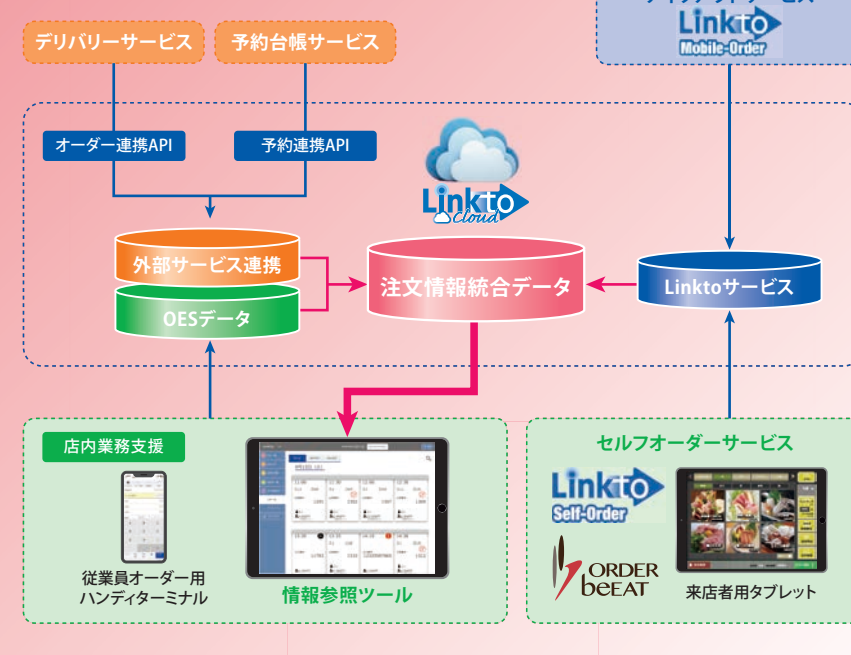 Linkto
Mobile-Order
デリバリーサービス
予約台帳サービス
オーダー連携API
予約連携API
Linkto
Cloud
外部サービス連携
OESデータ
注文情報統合データ
Linktoサービス
店内業務支援
従業員オーダー用
ハンディターミナル
情報参照ツール
セルフオーダーサービス
Linkto
Self-Order
ORDER
beEAT
来店者用タブレット